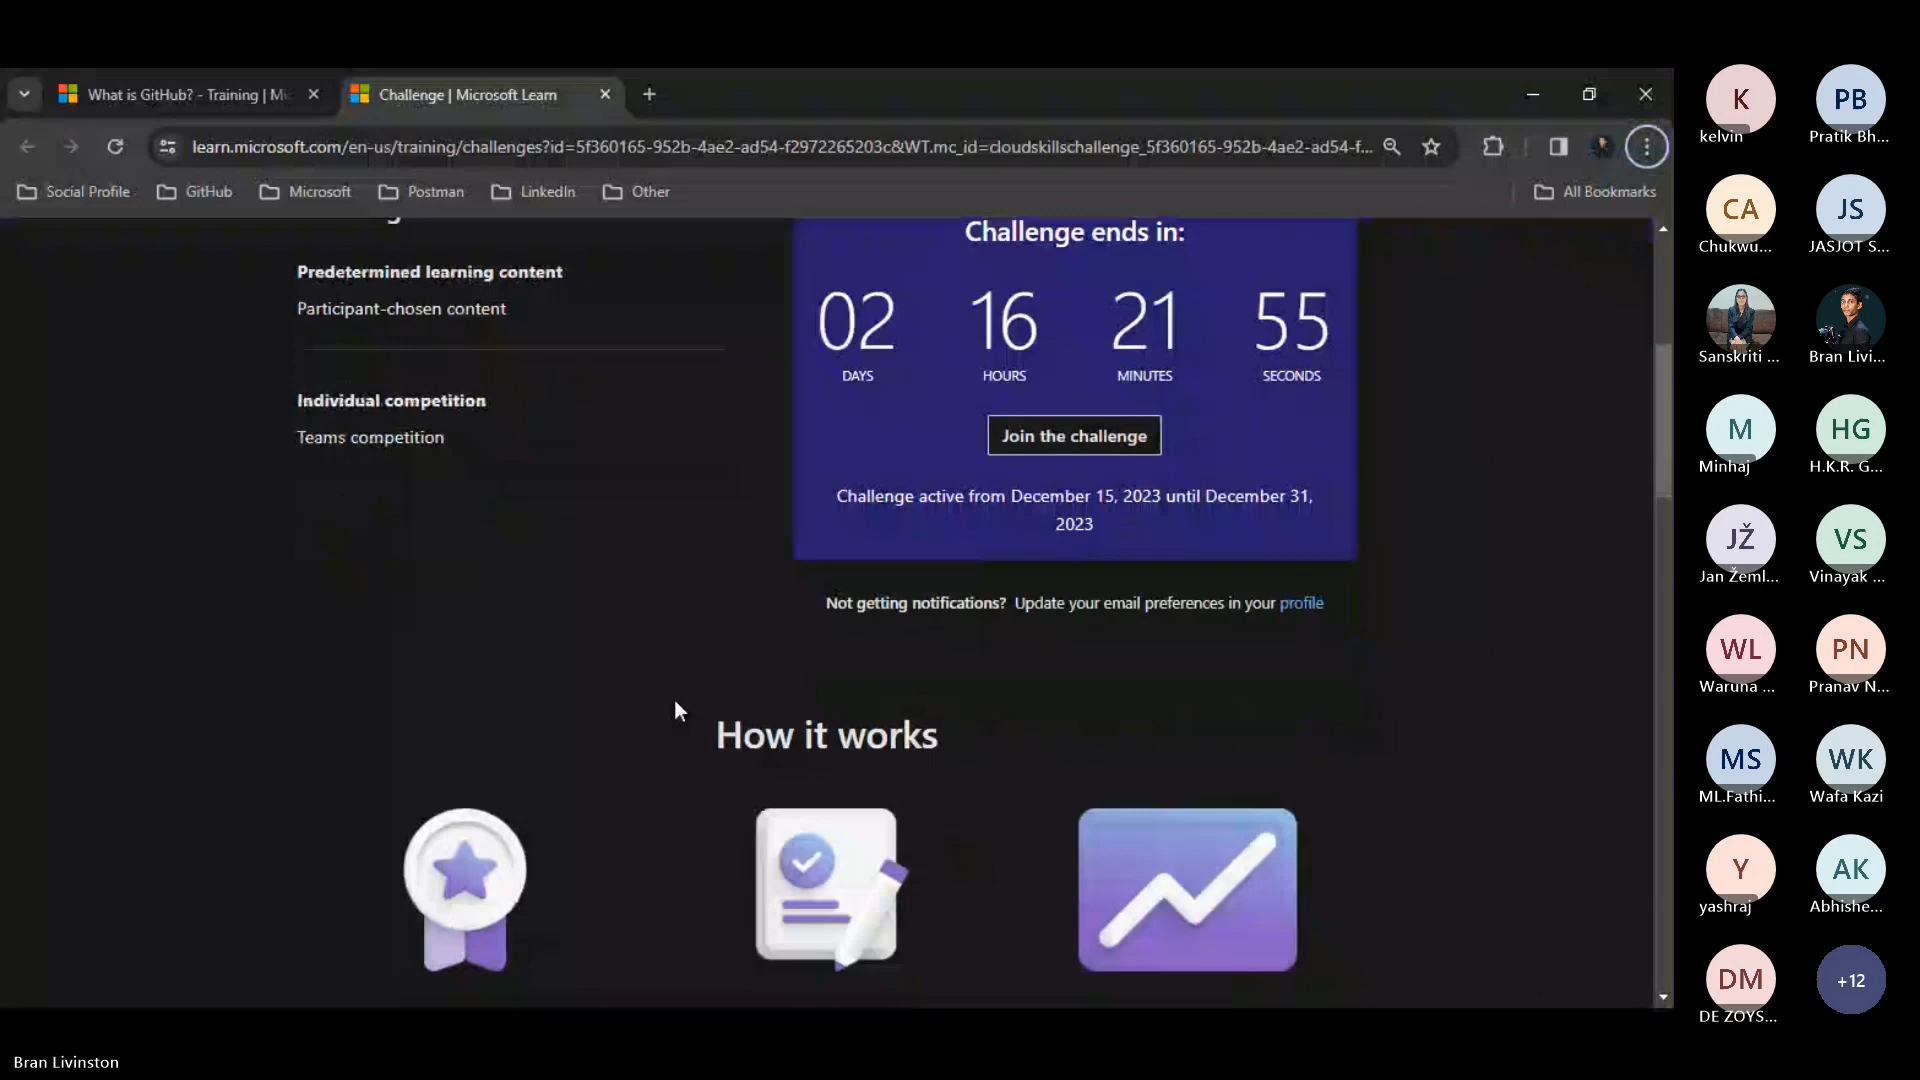 What is GitHub? - Training | Mi
Challenge | Microsoft Learn
learn.microsoft.com/en-us/training/challenges?id=5f360165-952b-4ae2-ad54-f2972265203c&WT.mc_id=cloudskillschallenge_5f360165-952b-4ae2-ad54-f...
Social Profile
GitHub
Microsoft
Postman
LinkedIn
Other
All Bookmarks
Predetermined learning content
Participant-chosen content
Individual competition
Teams competition
Challenge ends in:
02 16 21 55
DAYS HOURS MINUTES SECONDS
Join the challenge
Challenge active from December 15, 2023 until December 31,
2023
Not getting notifications? Update your email preferences in your profile
How it works
K PB
kelvin Pratik Bh...
CA JS
Chukwu... JASJOT S...
Sanskriti ... Bran Livi...
M HG
Minhaj H.K.R. G...
JŽ VS
Jan Žeml... Vinayak ...
WL PN
Waruna ... Pranav N...
MS WK
ML.Fathi... Wafa Kazi
Y AK
yashraj Abhishe...
DM +12
DE ZOYS...
Bran Livinston